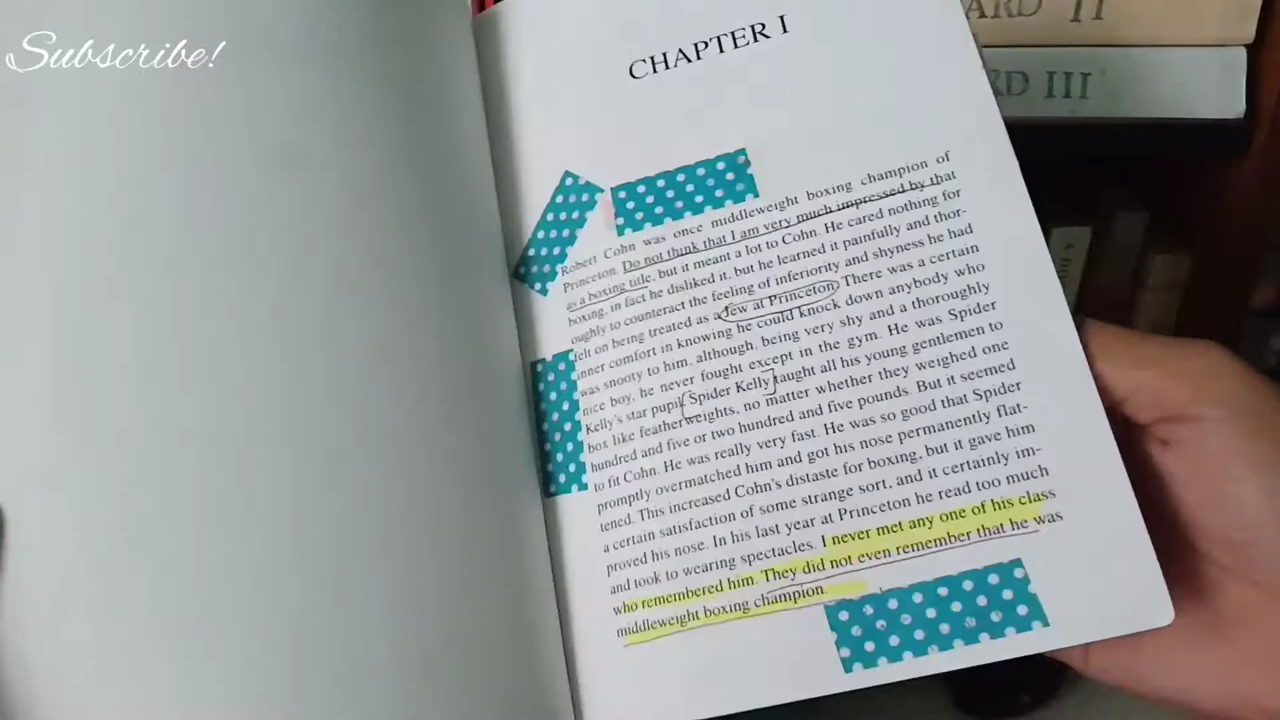 Subscribe!
ARD II
RD III
CHAPTER I
Robert Cohn was once middleweight boxing champion of
Princeton. Do not think that I am very much impressed by that
as a boxing title, but it meant a lot to Cohn. He cared nothing for
boxing, in fact he disliked it, but he learned it painfully and thor-
oughly to counteract the feeling of inferiority and shyness he had
felt on being treated as a Jew at Princeton. There was a certain
inner comfort in knowing he could knock down anybody who
was snooty to him, although, being very shy and a thoroughly
nice boy, he never fought except in the gym. He was Spider
Kelly's star pupil. Spider Kelly taught all his young gentlemen to
box like featherweights, no matter whether they weighed one
hundred and five or two hundred and five pounds. But it seemed
to fit Cohn. He was really very fast. He was so good that Spider
promptly overmatched him and got his nose permanently flat-
tened. This increased Cohn's distaste for boxing, but it gave him
a certain satisfaction of some strange sort, and it certainly im-
proved his nose. In his last year at Princeton he read too much
and took to wearing spectacles. I never met any one of his class
who remembered him. They did not even remember that he was
middleweight boxing champion.